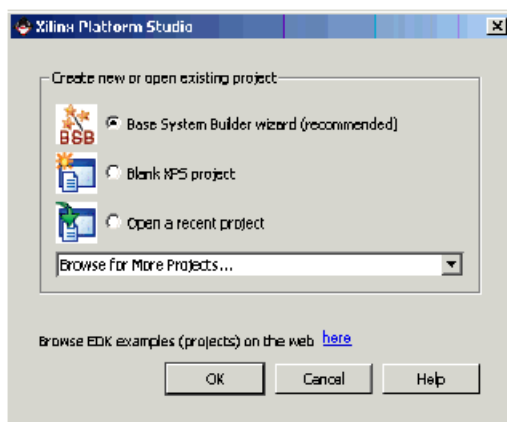 Xilinx Platform Studio
Create new or open existing project
BSB
Base System Builder wizard (recommended)
Blank XPS project
Open a recent project
Browse for More Projects...
Browse EDK examples (projects) on the web here
OK Cancel Help